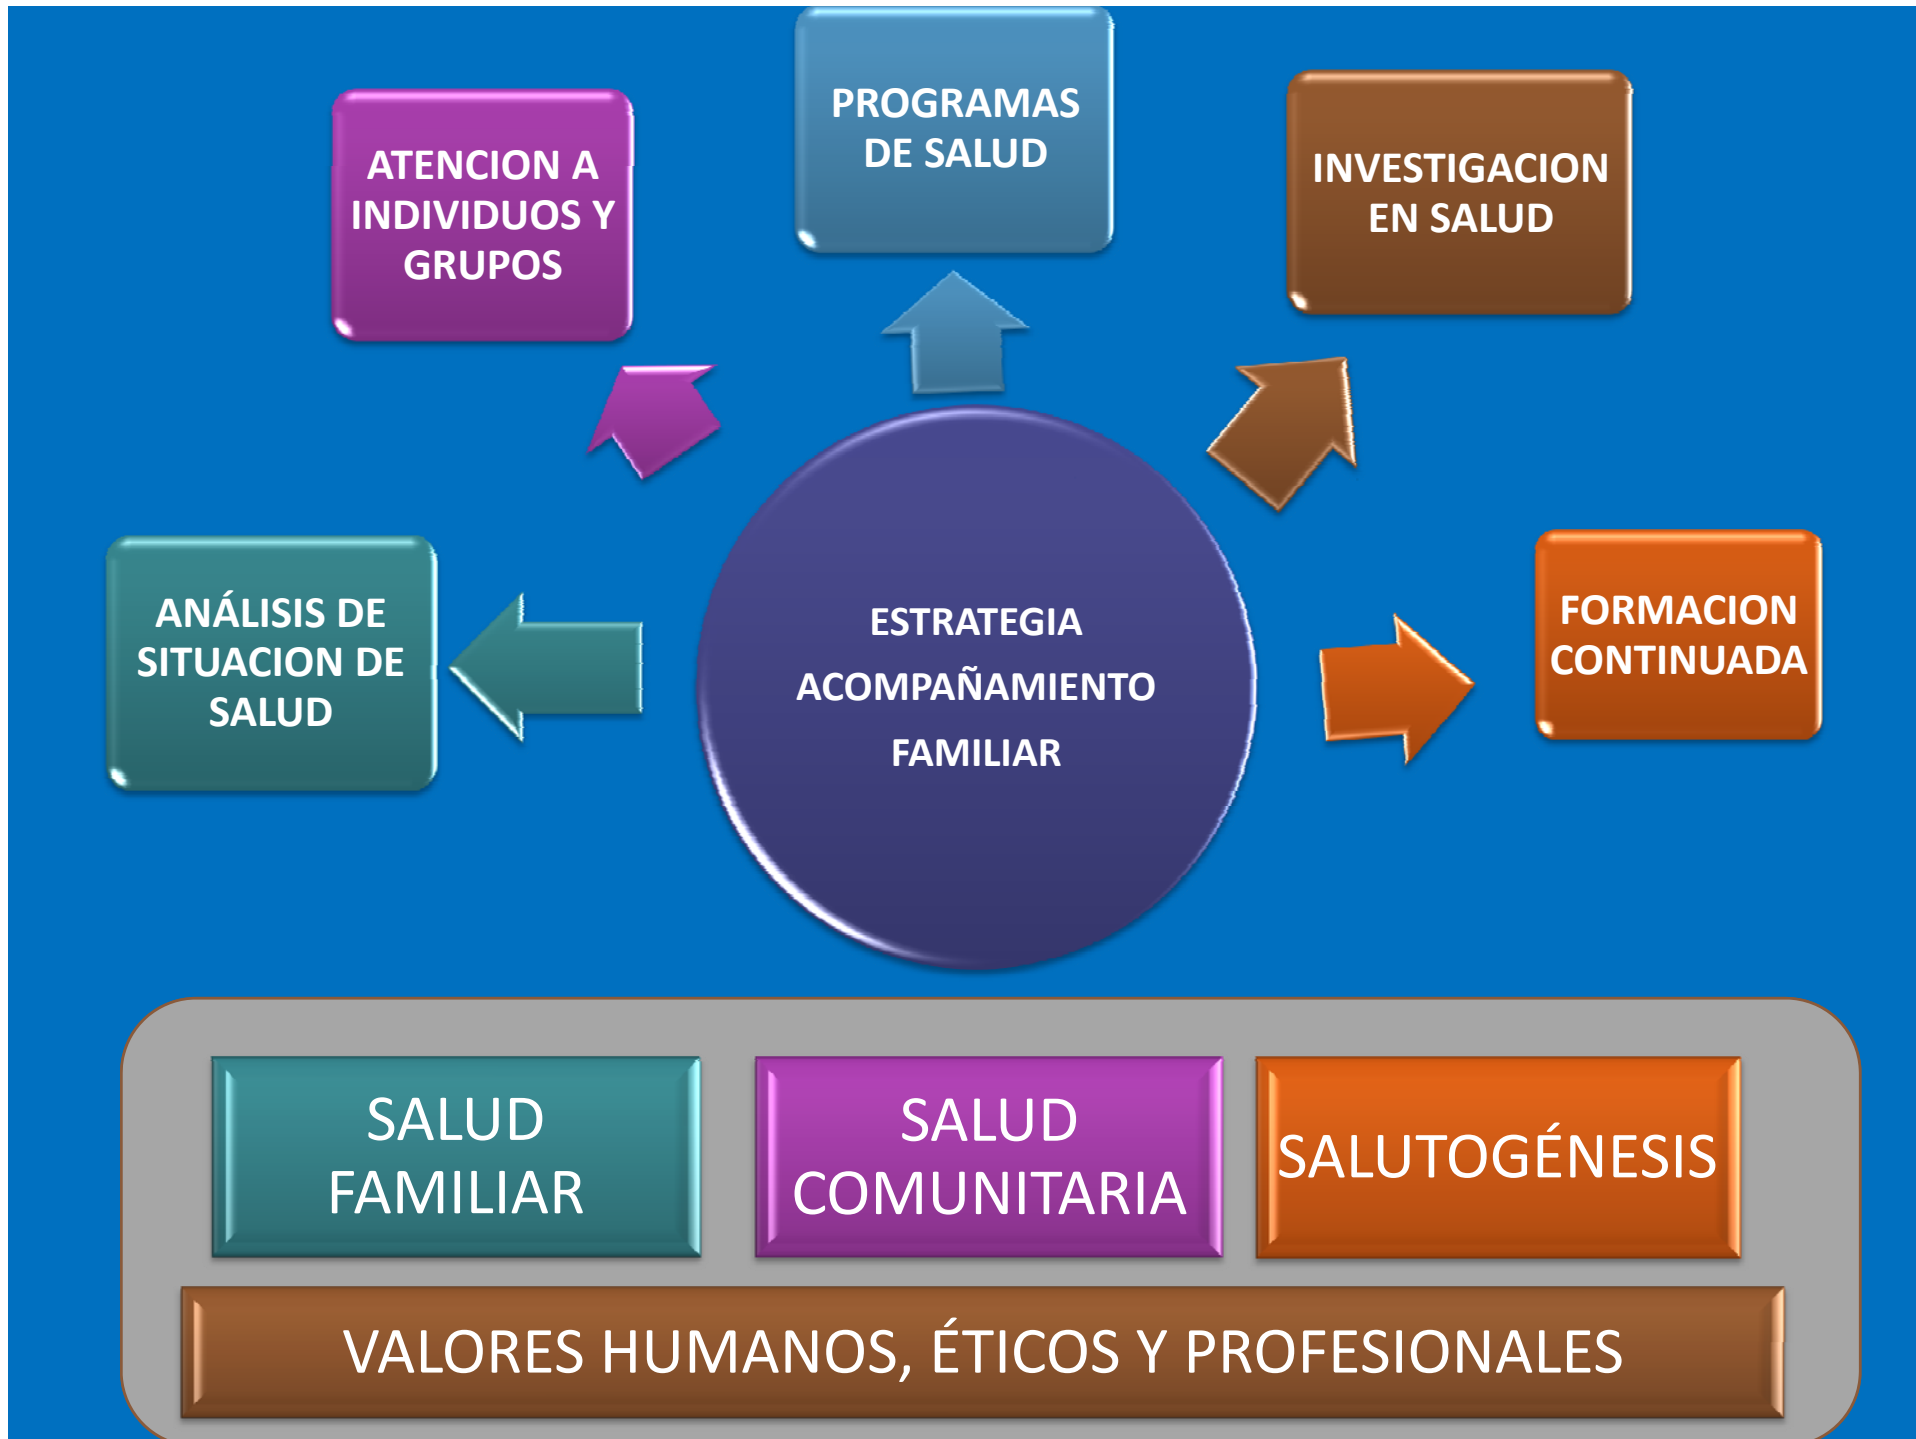 PROGRAMAS
DE SALUD
ATENCION A
INDIVIDUOS Y
GRUPOS
INVESTIGACION
EN SALUD
ANÁLISIS DE
SITUACION DE
SALUD
ESTRATEGIA
ACOMPAÑAMIENTO
FAMILIAR
FORMACION
CONTINUADA
SALUD
FAMILIAR
SALUD
COMUNITARIA
SALUTOGÉNESIS
VALORES HUMANOS, ÉTICOS Y PROFESIONALES